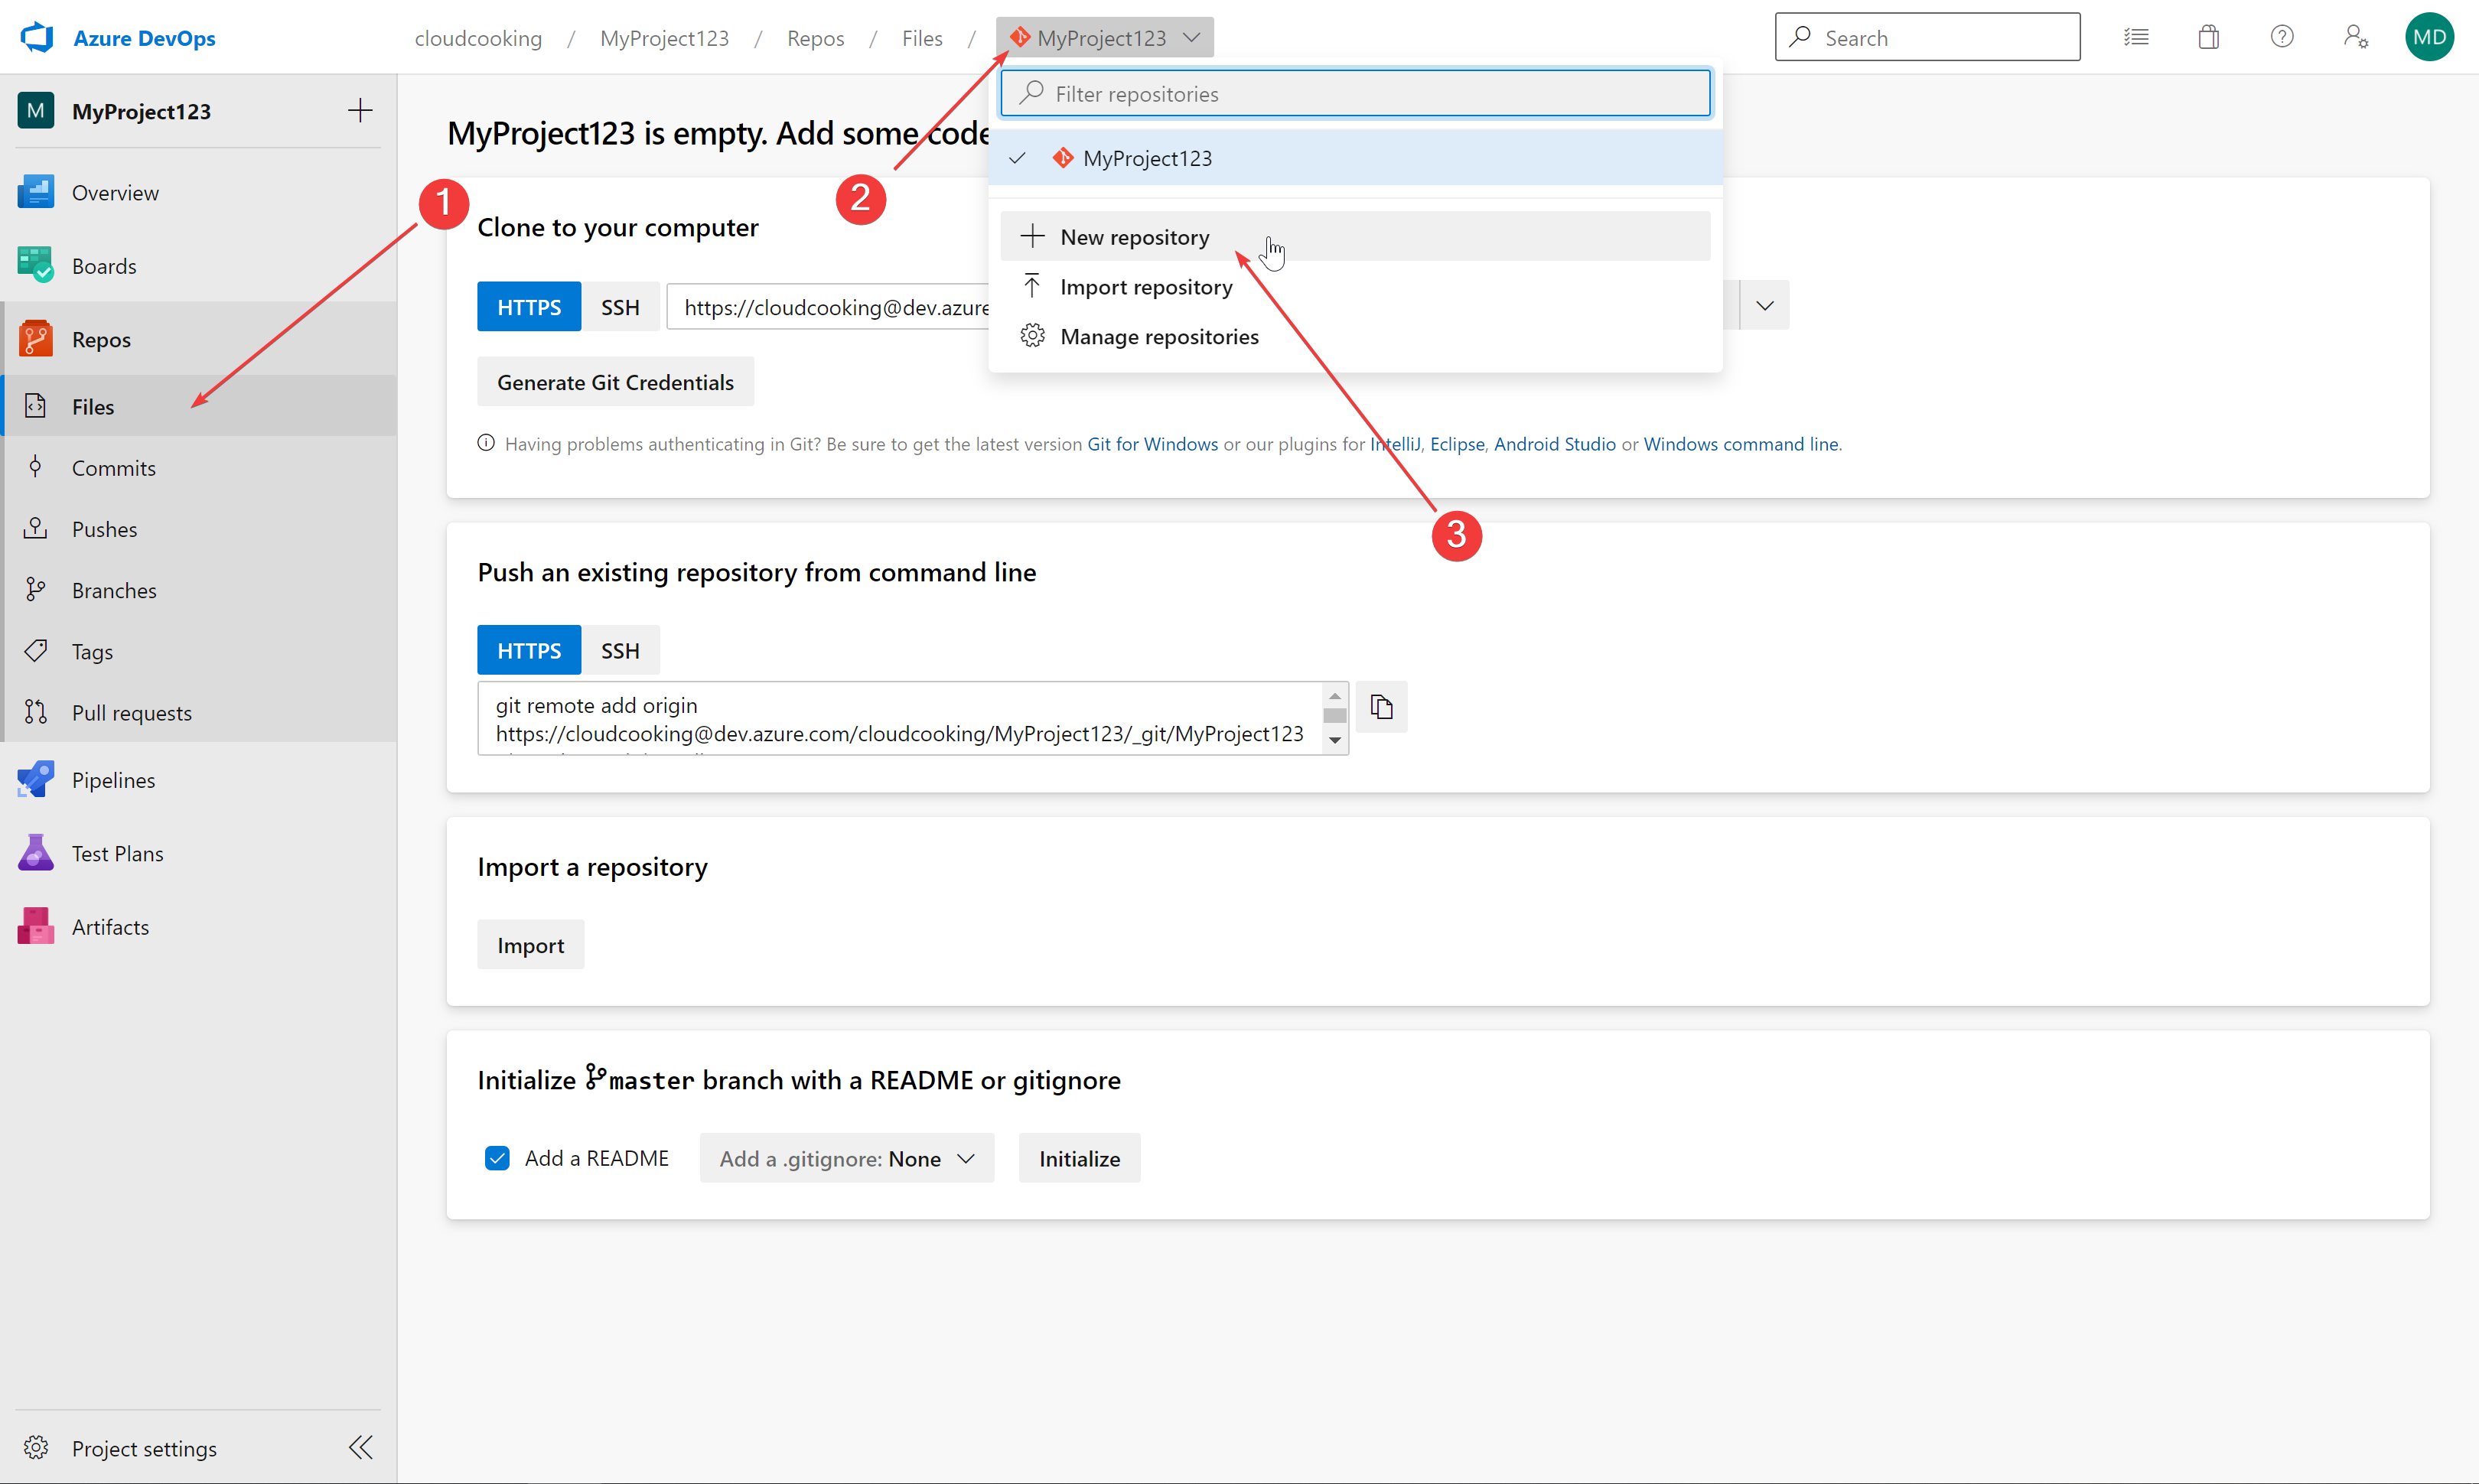 Azure DevOps
cloudcooking / MyProject123 / Repos / Files / MyProject123
Search
MD
M MyProject123
Overview
Boards
Repos
Files
Commits
Pushes
Branches
Tags
Pull requests
Pipelines
Test Plans
Artifacts
Project settings
Filter repositories
MyProject123
New repository
Import repository
Manage repositories
1
2
3
MyProject123 is empty. Add some code
Clone to your computer
HTTPS SSH https://cloudcooking@dev.azure
Generate Git Credentials
Having problems authenticating in Git? Be sure to get the latest version Git for Windows or our plugins for IntelliJ, Eclipse, Android Studio or Windows command line.
Push an existing repository from command line
HTTPS SSH
git remote add origin
https://cloudcooking@dev.azure.com/cloudcooking/MyProject123/_git/MyProject123
Import a repository
Import
Initialize master branch with a README or gitignore
Add a README Add a .gitignore: None Initialize